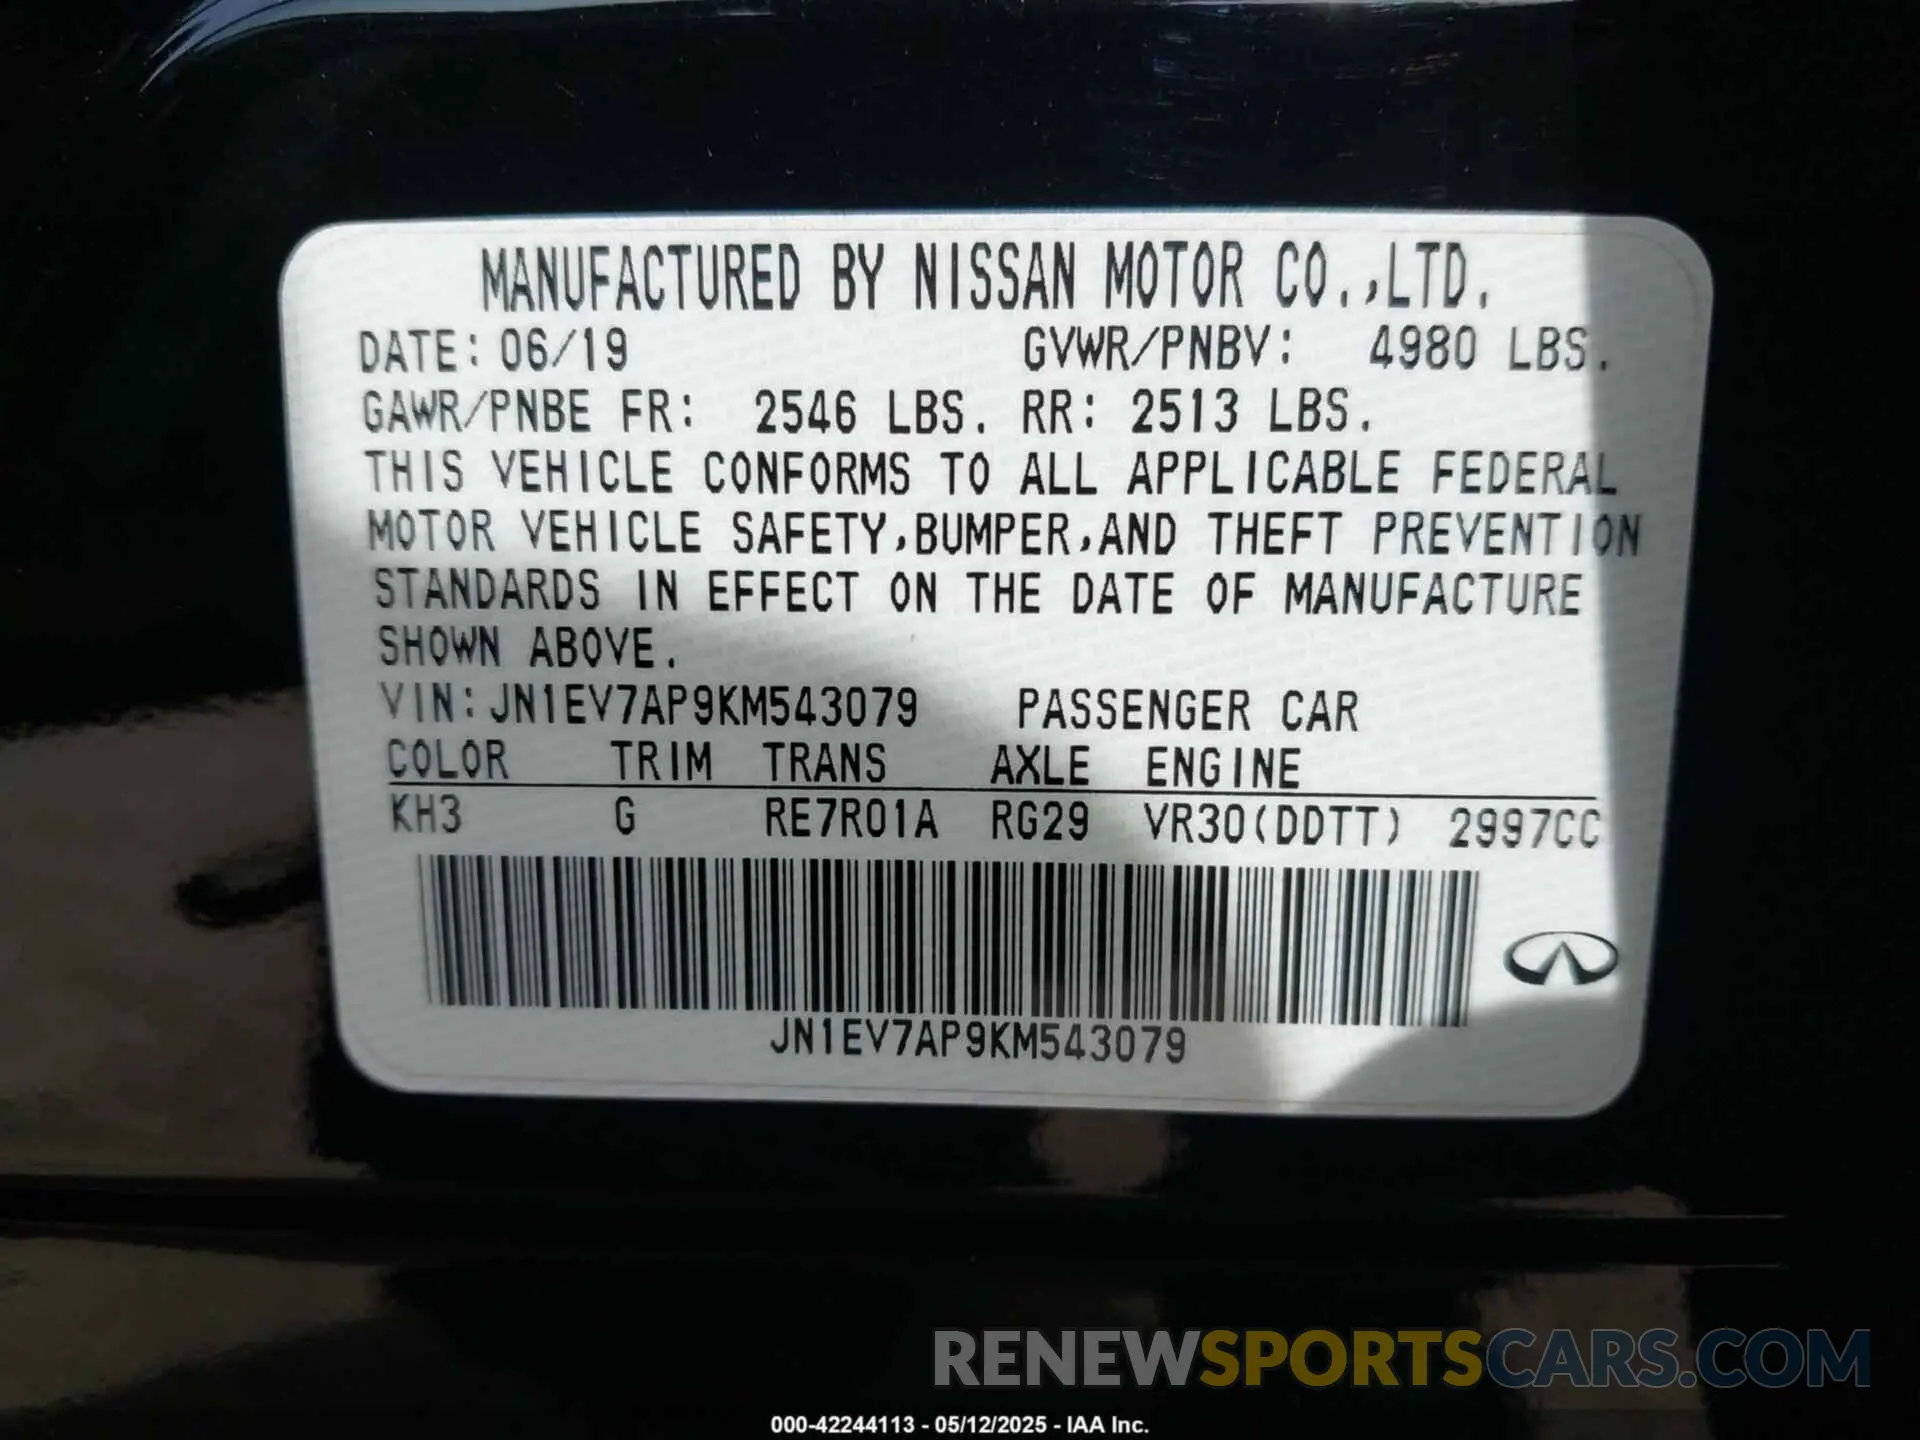 MANUFACTURED BY NISSAN MOTOR CO.,LTD.
DATE: 06/19 GVWR/PNBV: 4980 LBS.
GAWR/PNBE FR: 2546 LBS. RR: 2513 LBS.
THIS VEHICLE CONFORMS TO ALL APPLICABLE FEDERAL
MOTOR VEHICLE SAFETY,BUMPER,AND THEFT PREVENTION
STANDARDS IN EFFECT ON THE DATE OF MANUFACTURE
SHOWN ABOVE.
VIN: JN1EV7AP9KM543079 PASSENGER CAR
COLOR TRIM TRANS AXLE ENGINE
KH3 G RE7R01A RG29 VR30(DDTT) 2997CC
JN1EV7AP9KM543079
RENEWSPORTSCARS.COM
000-42244113 - 05/12/2025 - IAA Inc.